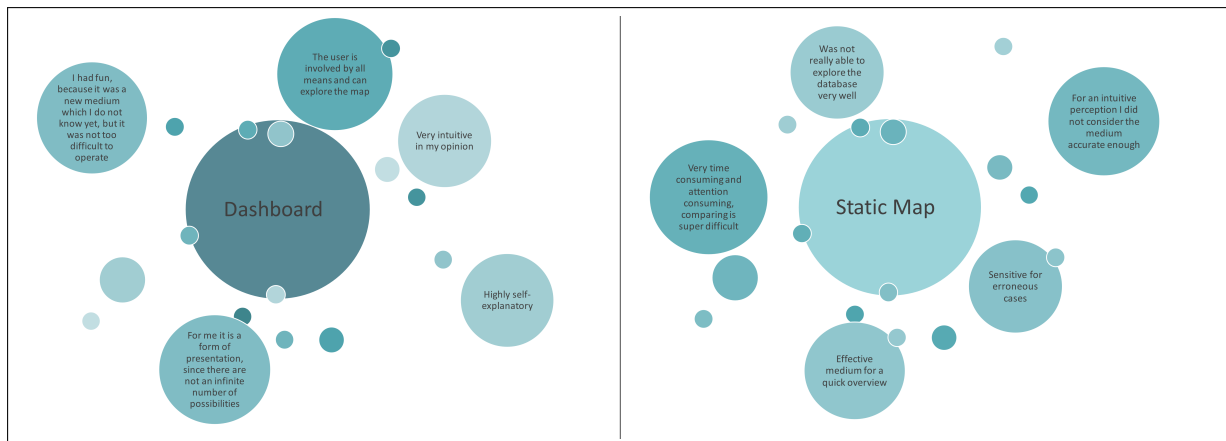 The user is
involved by all
means and can
explore the map
I had fun,
because it was a
new medium
which I do not
know yet, but it
was not too
difficult to
operate
Very intuitive
in my opinion
Dashboard
Highly self-
explanatory
For me it is a
form of
presentation,
since there are
not an infinite
number of
possibilities
Was not
really able to
explore the
database
very well
For an intuitive
perception I did
not consider the
medium
accurate enough
Very time
consuming and
attention
consuming,
comparing is
super difficult
Static Map
Sensitive for
erroneous
cases
Effective
medium for a
quick overview